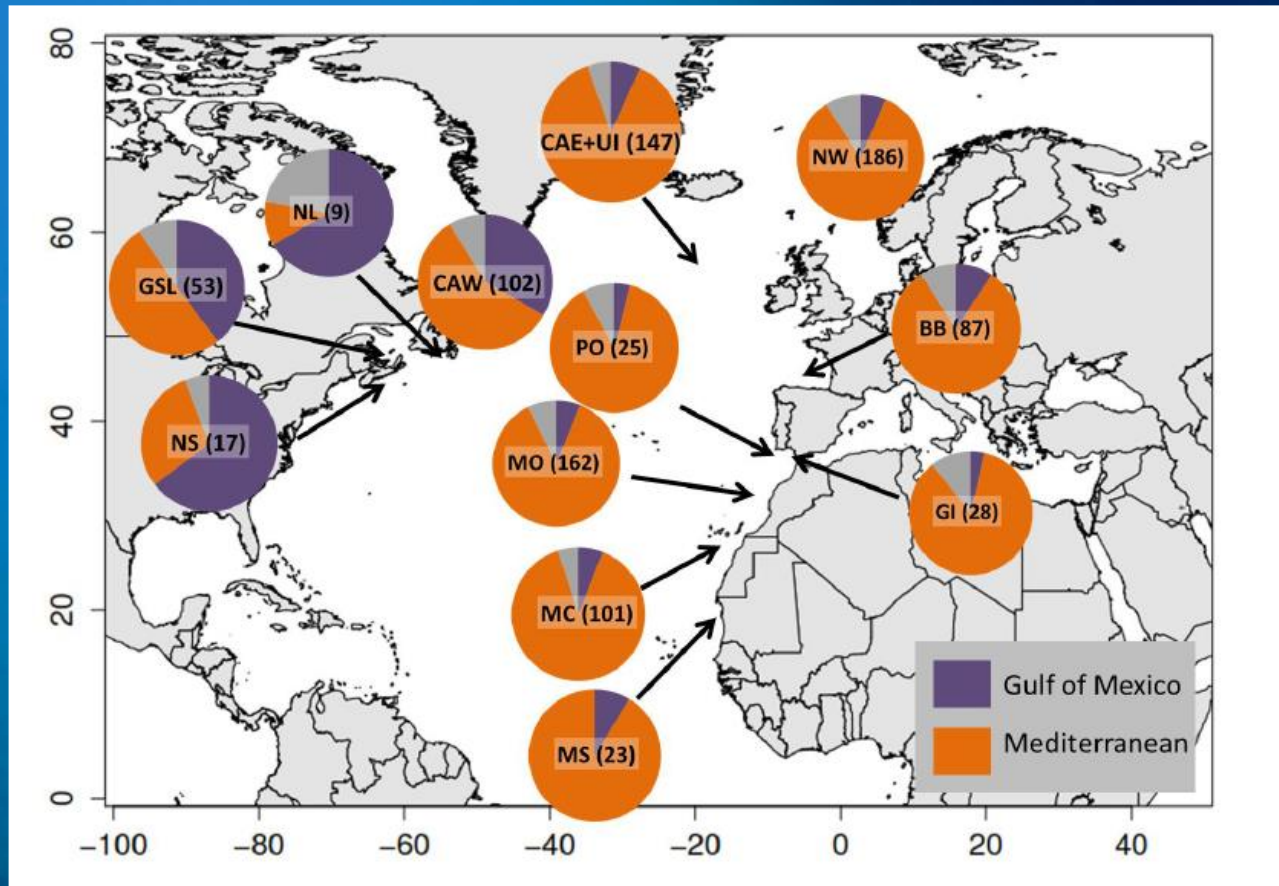 80
60
40
20
0
−100
−80
−60
−40
−20
0
20
40
CAE+UI (147)
NW (186)
NL (9)
GSL (53)
CAW (102)
BB (87)
PO (25)
NS (17)
MO (162)
GI (28)
MC (101)
MS (23)
Gulf of Mexico
Mediterranean